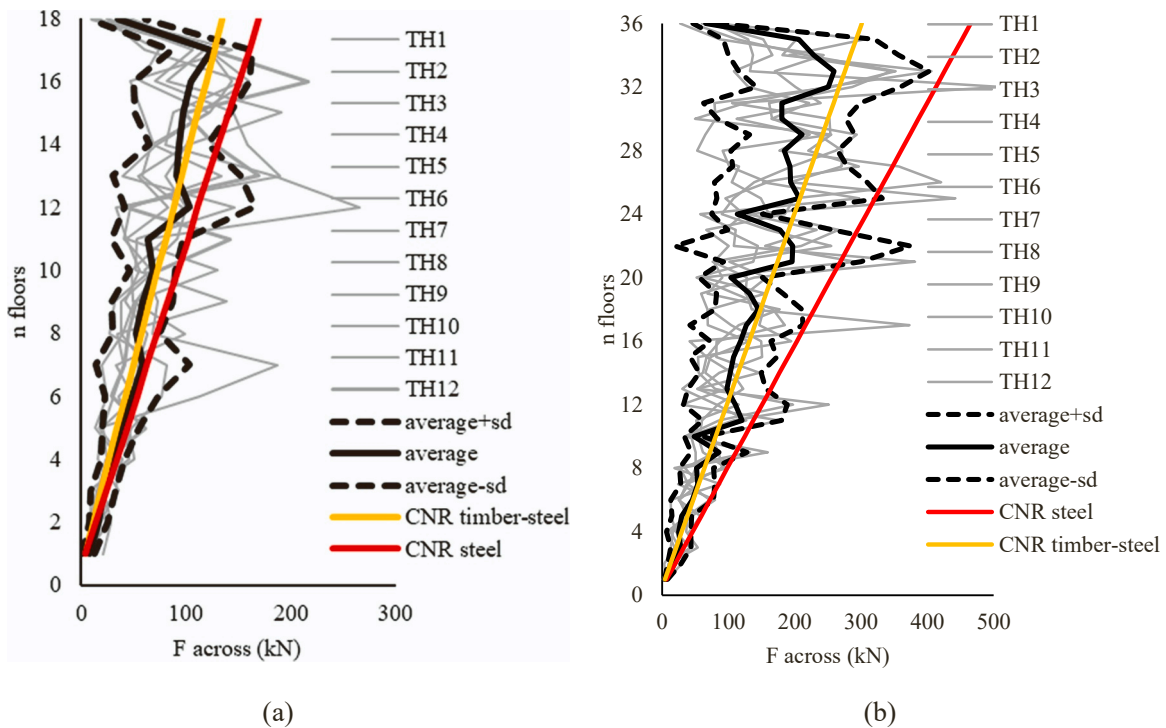 18
16
14
12
10
8
6
4
2
0
n floors
0
100
200
300
F across (kN)
TH1
TH2
TH3
TH4
TH5
TH6
TH7
TH8
TH9
TH10
TH11
TH12
average+sd
average
average-sd
CNR timber-steel
CNR steel
(a)
36
32
28
24
20
16
12
8
4
0
n floors
0
100
200
300
400
500
F across (kN)
TH1
TH2
TH3
TH4
TH5
TH6
TH7
TH8
TH9
TH10
TH11
TH12
average+sd
average
average-sd
CNR steel
CNR timber-steel
(b)